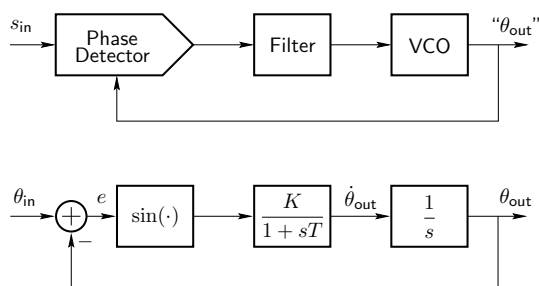 s_in
Phase Detector
Filter
VCO
“θ_out”
θ_in
+
−
e
sin(·)
K / (1 + sT)
θ̇_out
1 / s
θ_out